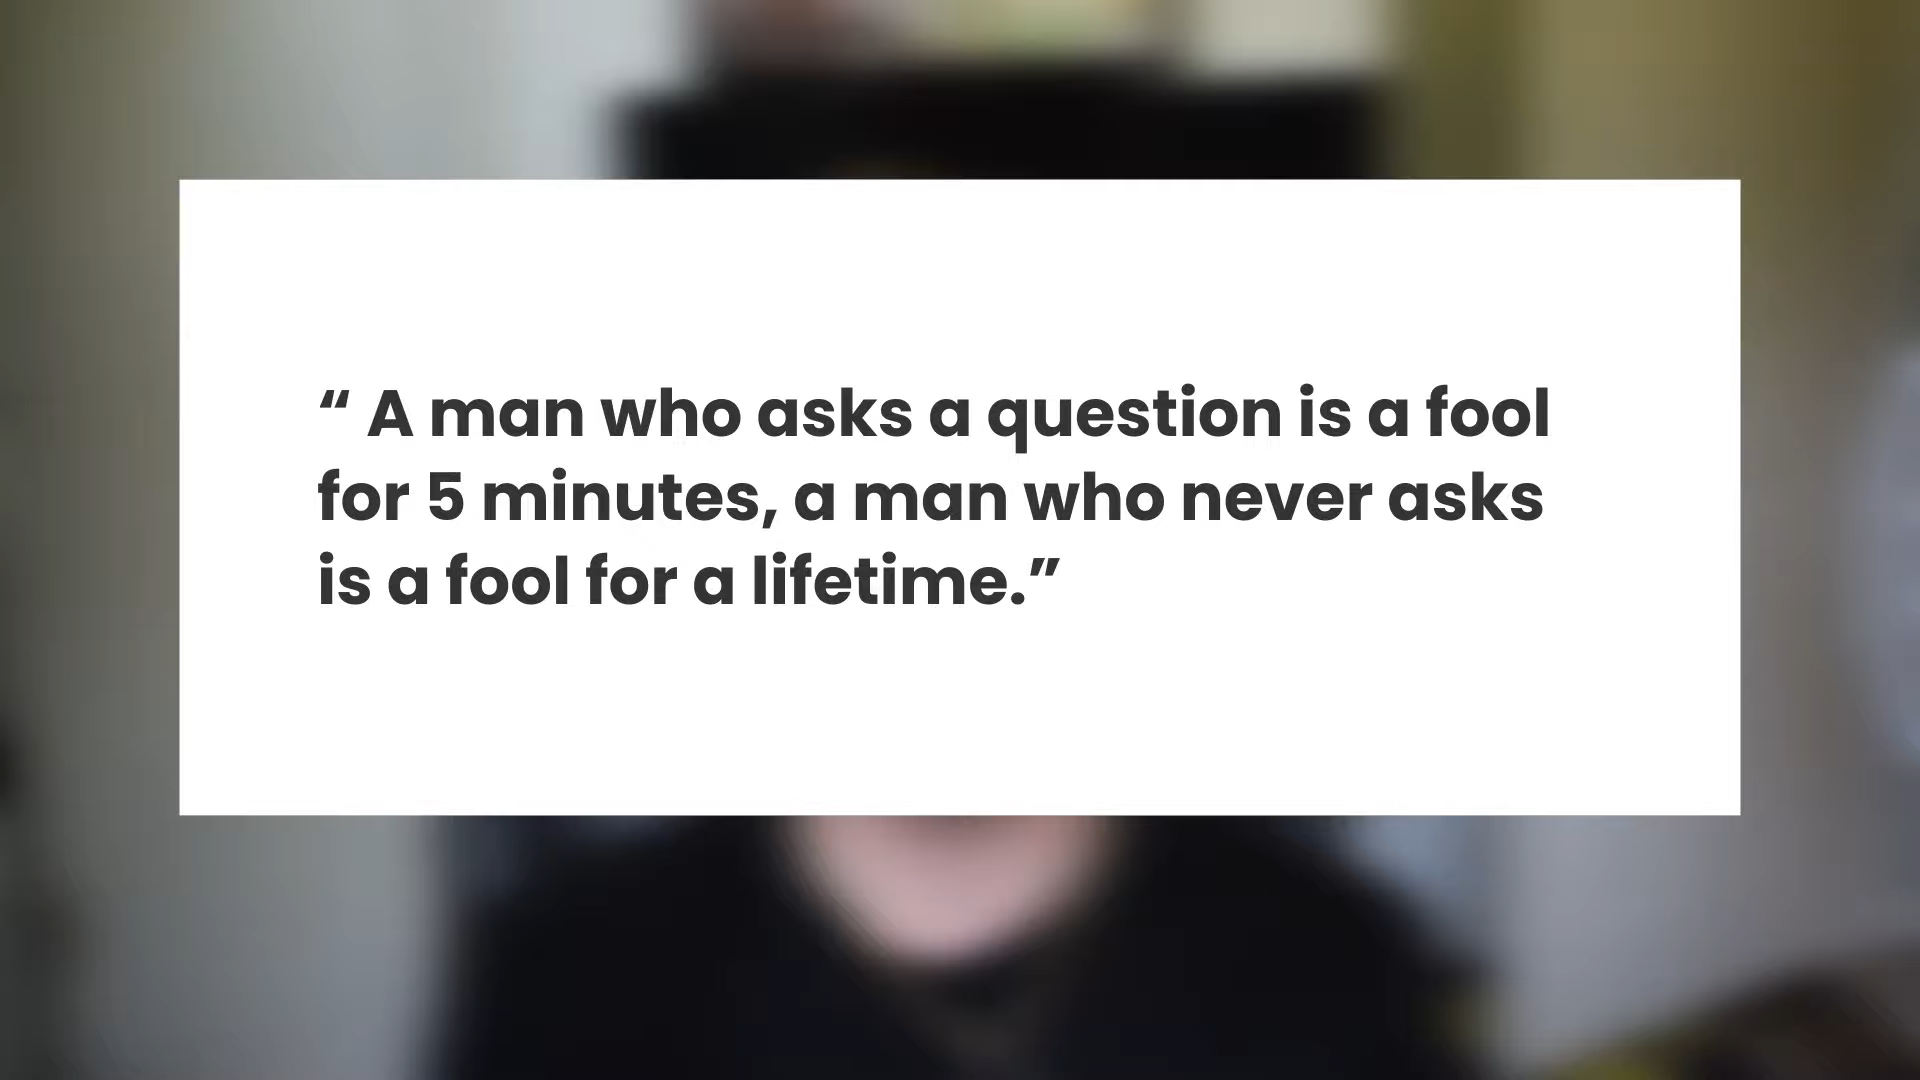 “ A man who asks a question is a fool
for 5 minutes, a man who never asks
is a fool for a lifetime.”